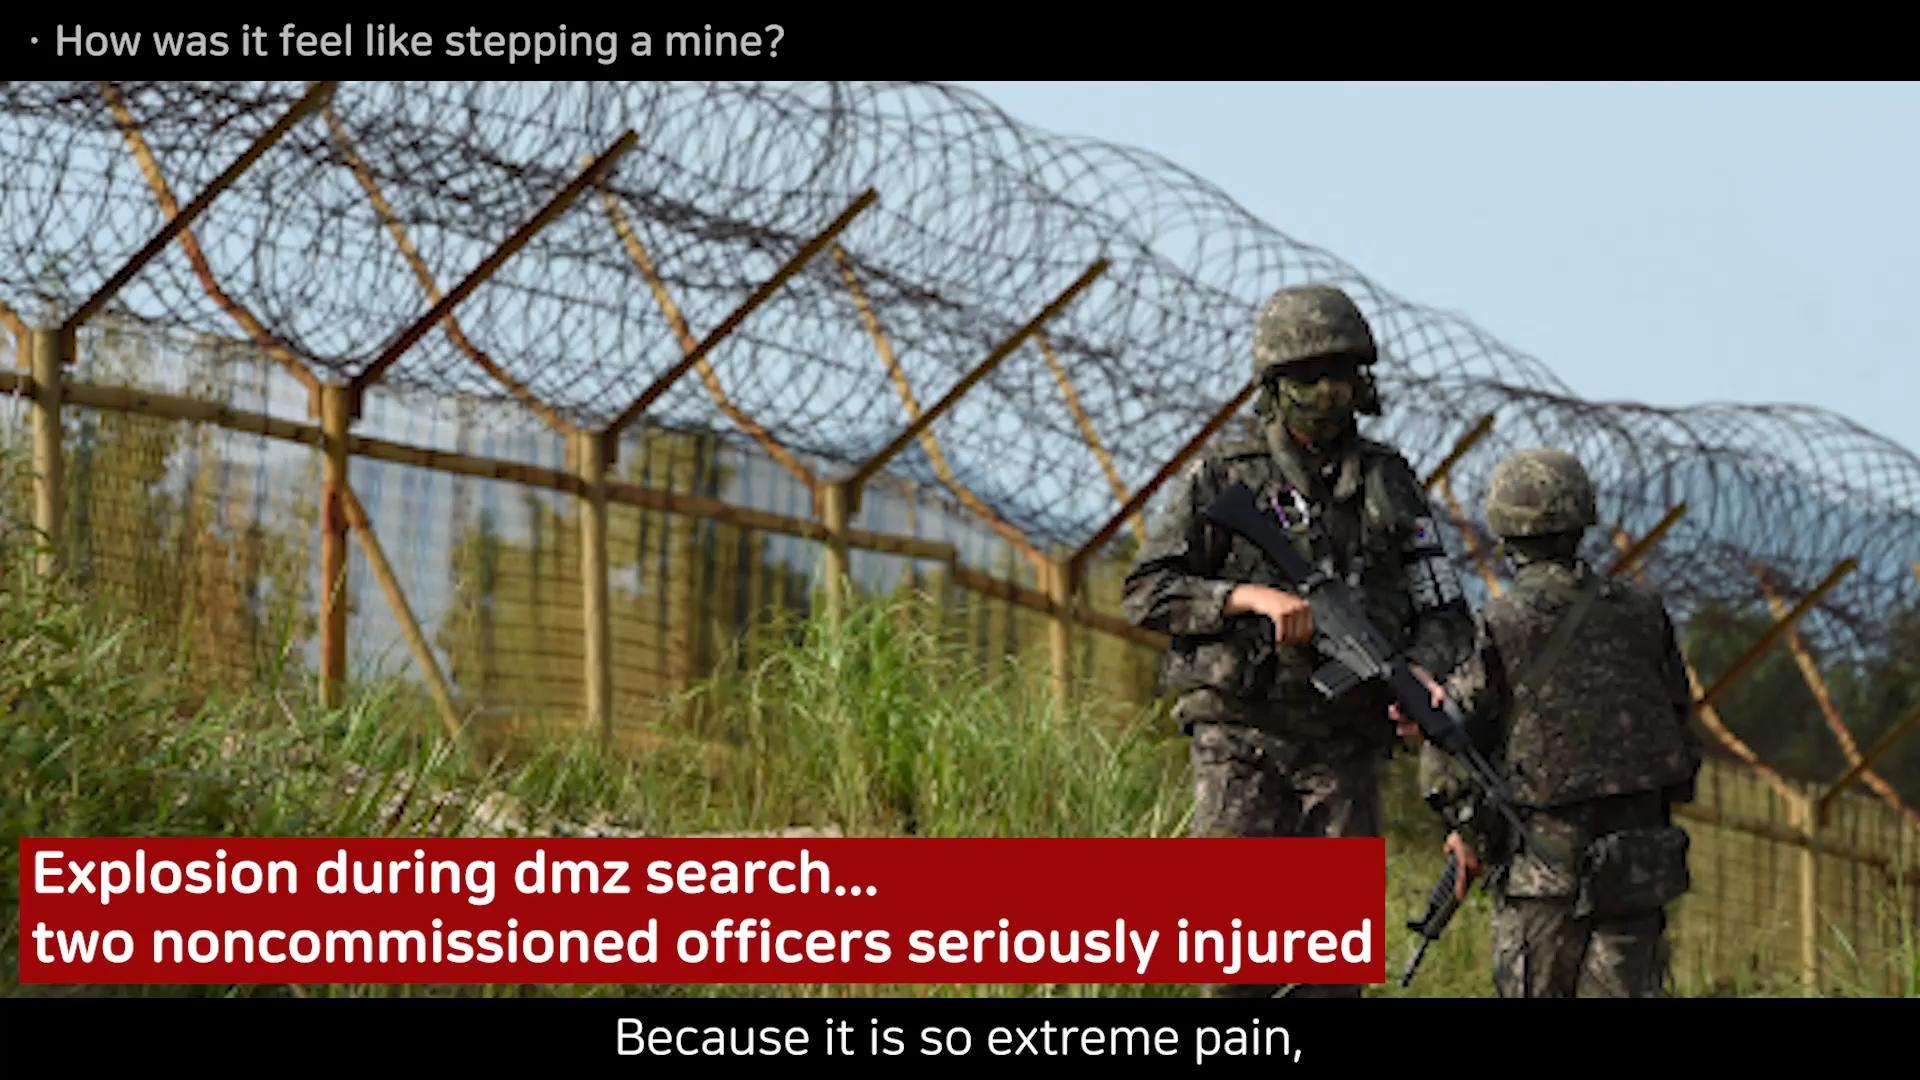 · How was it feel like stepping a mine?
Explosion during dmz search...
two noncommissioned officers seriously injured
Because it is so extreme pain,